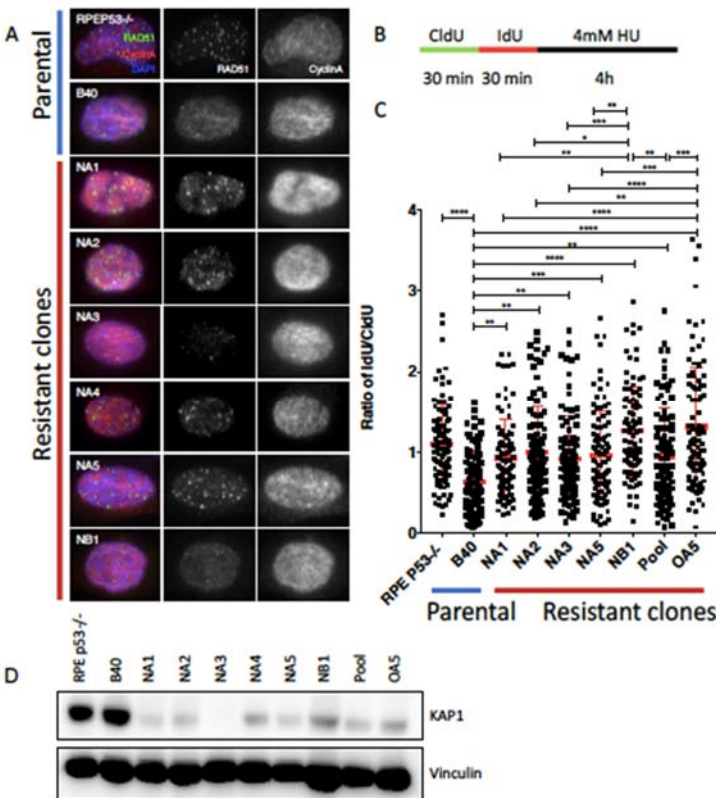 A
Parental
Resistant clones
RPEP53-/-
RAD51
CyclinA
DAPI
RAD51
CyclinA
B40
NA1
NA2
NA3
NA4
NA5
NB1
B
CldU IdU 4mM HU
30 min 30 min 4h
C
**
***
*
** ** ***
***
****
**
**** ****
****
**
****
***
**
**
**
Ratio of IdU/CldU
4
3
2
1
0
RPE P53-/- B40 NA1 NA2 NA3 NA5 NB1 Pool OA5
Parental Resistant clones
D
RPE p53-/- B40 NA1 NA2 NA3 NA4 NA5 NB1 Pool OA5
KAP1
Vinculin